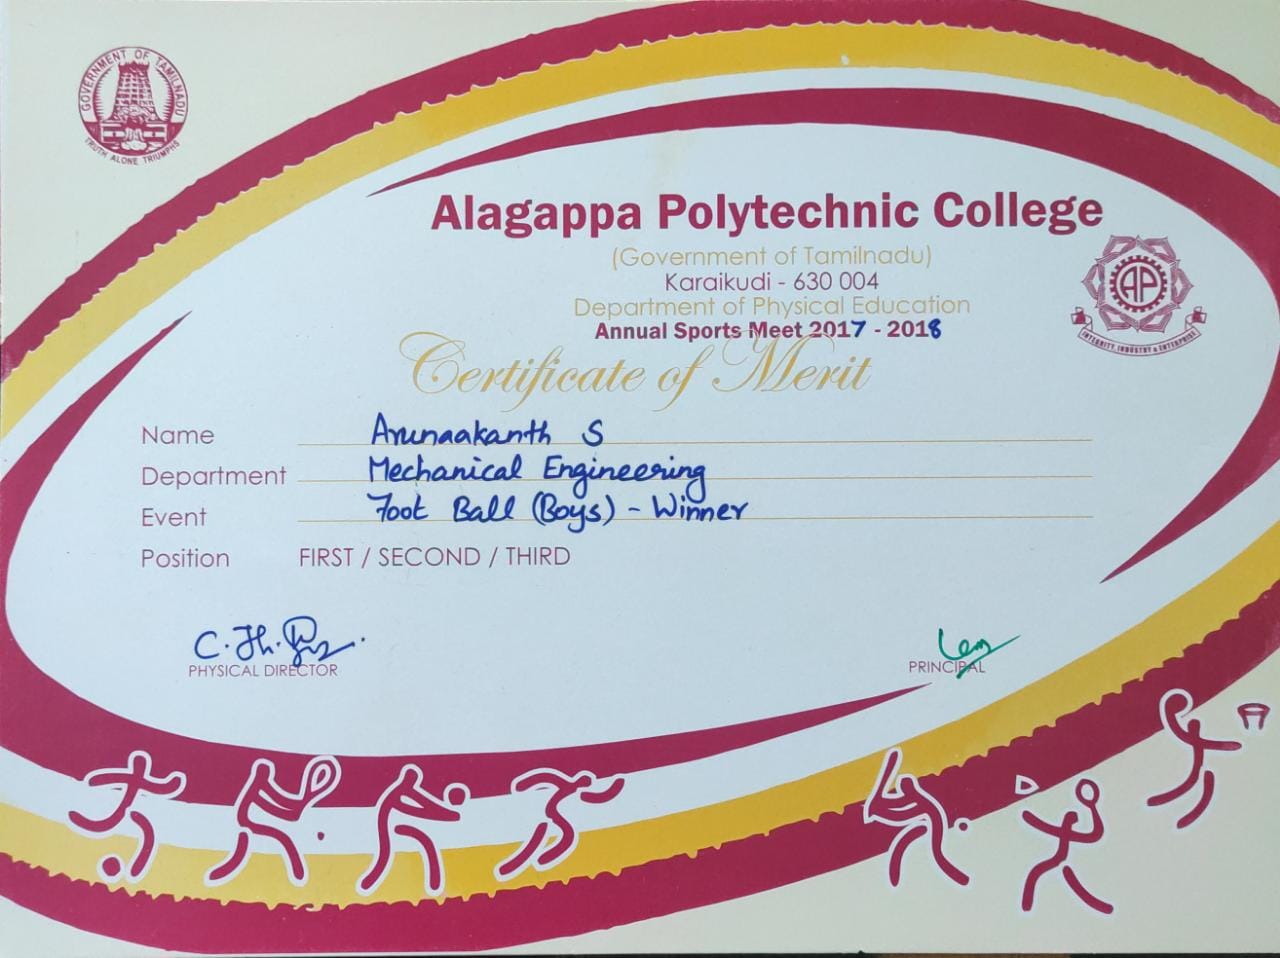 GOVERNMENT OF TAMILNADU
TRUTH ALONE TRIUMPHS
Alagappa Polytechnic College
(Government of Tamilnadu)
Karaikudi - 630 004
Department of Physical Education
Annual Sports Meet 2017 - 2018
AP
INTEGRITY, INDUSTRY & ENTERPRISE
Certificate of Merit
Name Arunaakanth S
Department Mechanical Engineering
Event Foot Ball (Boys) - Winner
Position FIRST / SECOND / THIRD
PHYSICAL DIRECTOR
PRINCIPAL